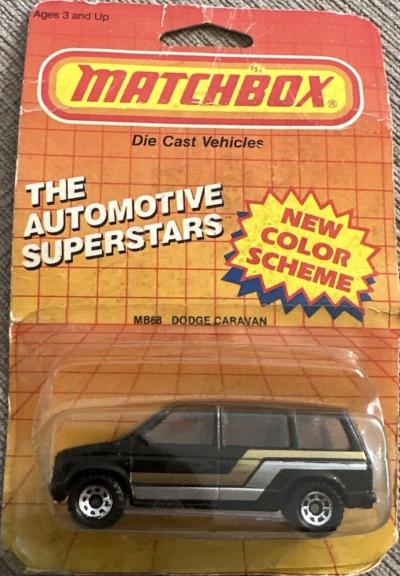 Ages 3 and Up
MATCHBOX®
Die Cast Vehicles
THE
AUTOMOTIVE
SUPERSTARS
NEW
COLOR
SCHEME
MB68 DODGE CARAVAN